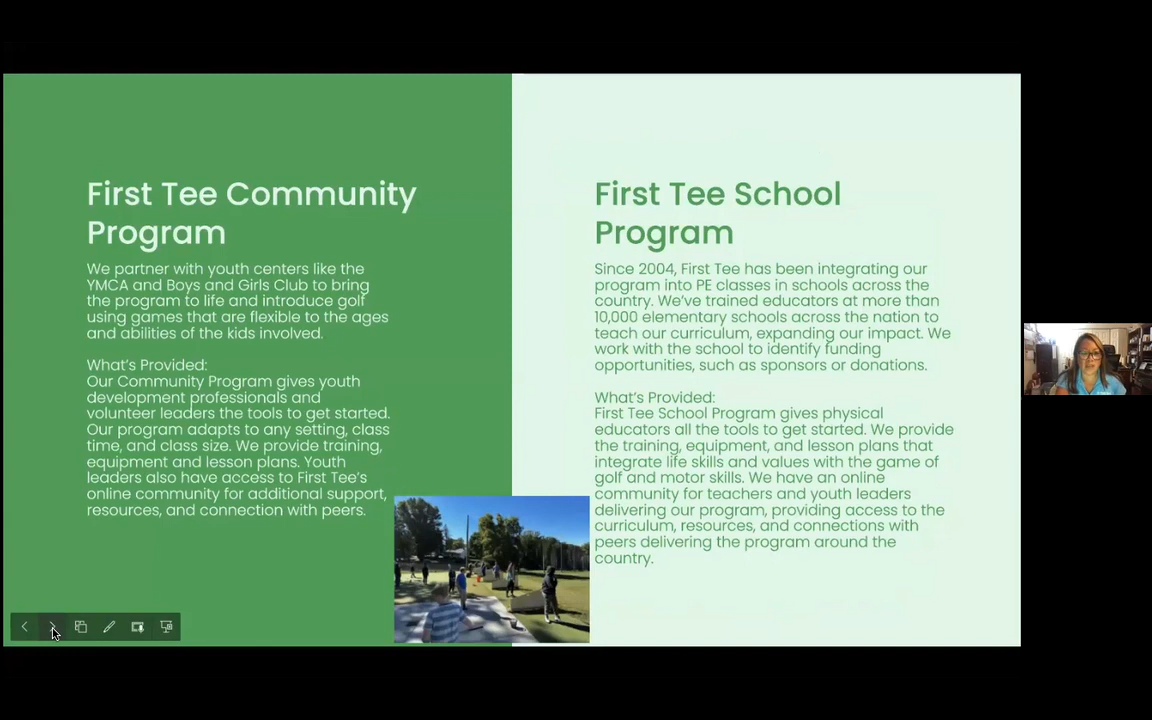 First Tee Community
Program
We partner with youth centers like the
YMCA and Boys and Girls Club to bring
the program to life and introduce golf
using games that are flexible to the ages
and abilities of the kids involved.
What's Provided:
Our Community Program gives youth
development professionals and
volunteer leaders the tools to get started.
Our program adapts to any setting, class
time, and class size. We provide training,
equipment and lesson plans. Youth
leaders also have access to First Tee's
online community for additional support,
resources, and connection with peers.
First Tee School
Program
Since 2004, First Tee has been integrating our
program into PE classes in schools across the
country. We've trained educators at more than
10,000 elementary schools across the nation to
teach our curriculum, expanding our impact. We
work with the school to identify funding
opportunities, such as sponsors or donations.
What's Provided:
First Tee School Program gives physical
educators all the tools to get started. We provide
the training, equipment, and lesson plans that
integrate life skills and values with the game of
golf and motor skills. We have an online
community for teachers and youth leaders
delivering our program, providing access to the
curriculum, resources, and connections with
peers delivering the program around the
country.